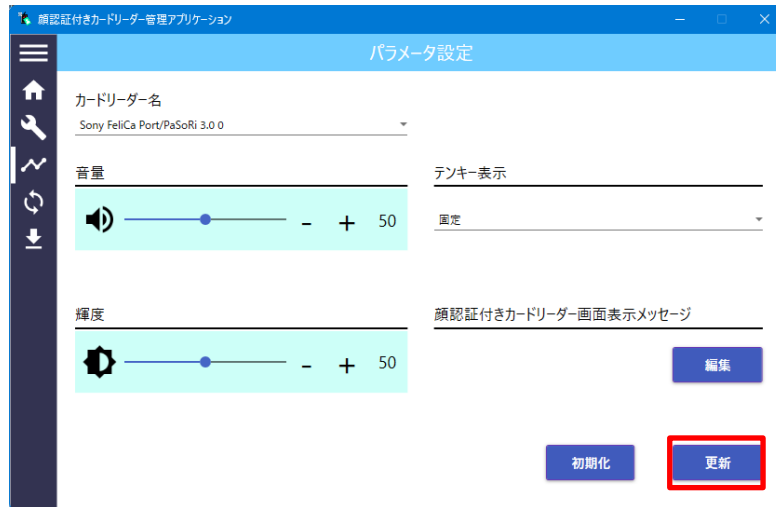 顔認証付きカードリーダー管理アプリケーション
パラメータ設定
カードリーダー名
Sony FeliCa Port/PaSoRi 3.0 0
音量
- + 50
テンキー表示
固定
輝度
- + 50
顔認証付きカードリーダー画面表示メッセージ
編集
初期化
更新